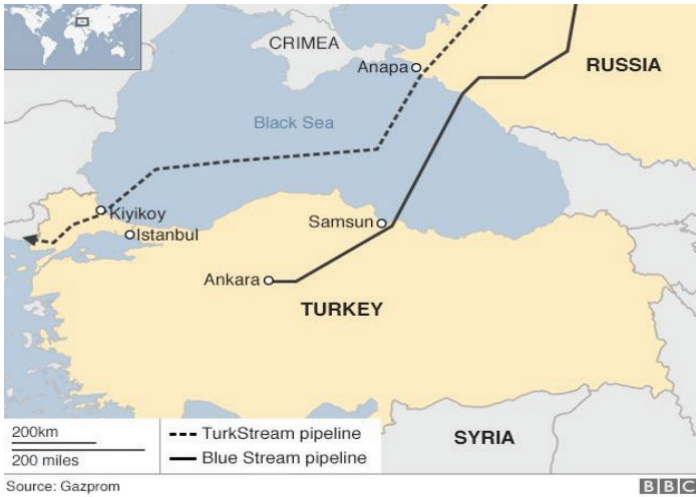 CRIMEA
Anapa
RUSSIA
Black Sea
Kiyikoy
Istanbul
Samsun
Ankara
TURKEY
200km
200 miles
TurkStream pipeline
Blue Stream pipeline
SYRIA
Source: Gazprom
BBC